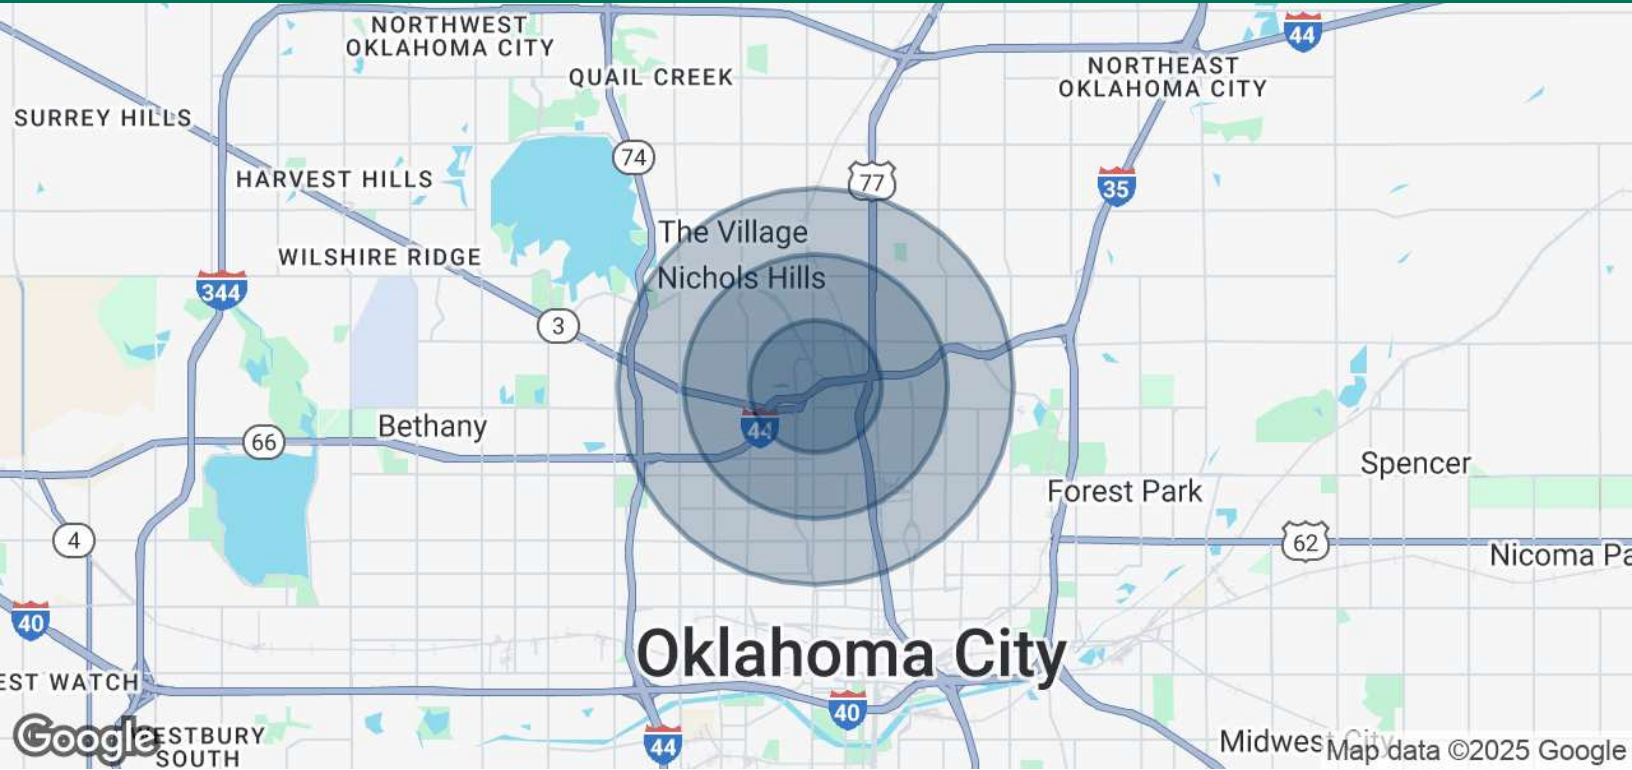 NORTHWEST
OKLAHOMA CITY
44
QUAIL CREEK
NORTHEAST
OKLAHOMA CITY
SURREY HILLS
74
HARVEST HILLS
77
35
The Village
WILSHIRE RIDGE
Nichols Hills
344
3
Bethany
44
66
Spencer
Forest Park
4
62
Nicoma Pa
40
Oklahoma City
EST WATCH
40
Google
ESTBURY
SOUTH
44
Midwest City
Map data ©2025 Google